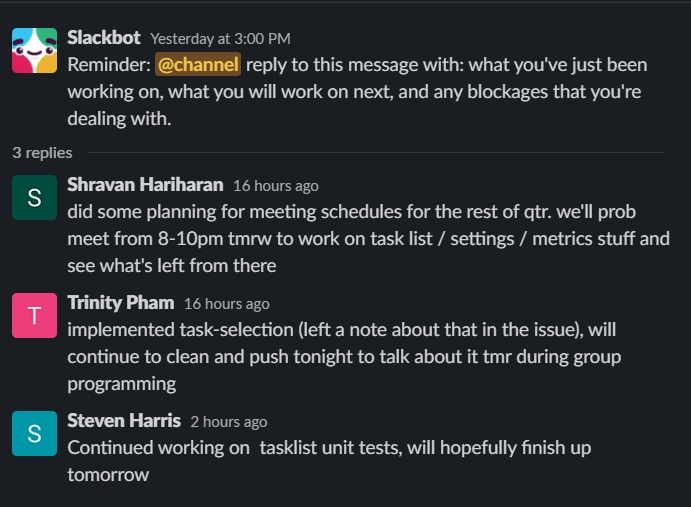 Slackbot Yesterday at 3:00 PM
Reminder: @channel reply to this message with: what you've just been
working on, what you will work on next, and any blockages that you're
dealing with.
3 replies
S
Shravan Hariharan 16 hours ago
did some planning for meeting schedules for the rest of qtr. we'll prob
meet from 8-10pm tmrw to work on task list / settings / metrics stuff and
see what's left from there
T
Trinity Pham 16 hours ago
implemented task-selection (left a note about that in the issue), will
continue to clean and push tonight to talk about it tmr during group
programming
S
Steven Harris 2 hours ago
Continued working on  tasklist unit tests, will hopefully finish up
tomorrow